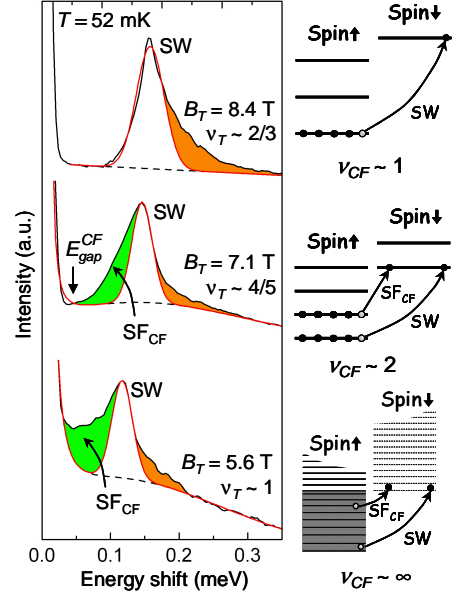 T = 52 mK
SW
B_T = 8.4 T
ν_T ~ 2/3
SW
E^CF_gap
B_T = 7.1 T
ν_T ~ 4/5
SF_CF
SW
B_T = 5.6 T
ν_T ~ 1
SF_CF
Intensity (a.u.)
0.0 0.1 0.2 0.3
Energy shift (meV)
Spin↑ Spin↓
SW
ν_CF ~ 1
Spin↑ Spin↓
SF_CF
SW
ν_CF ~ 2
Spin↓
Spin↑
SF_CF
SW
ν_CF ~ ∞